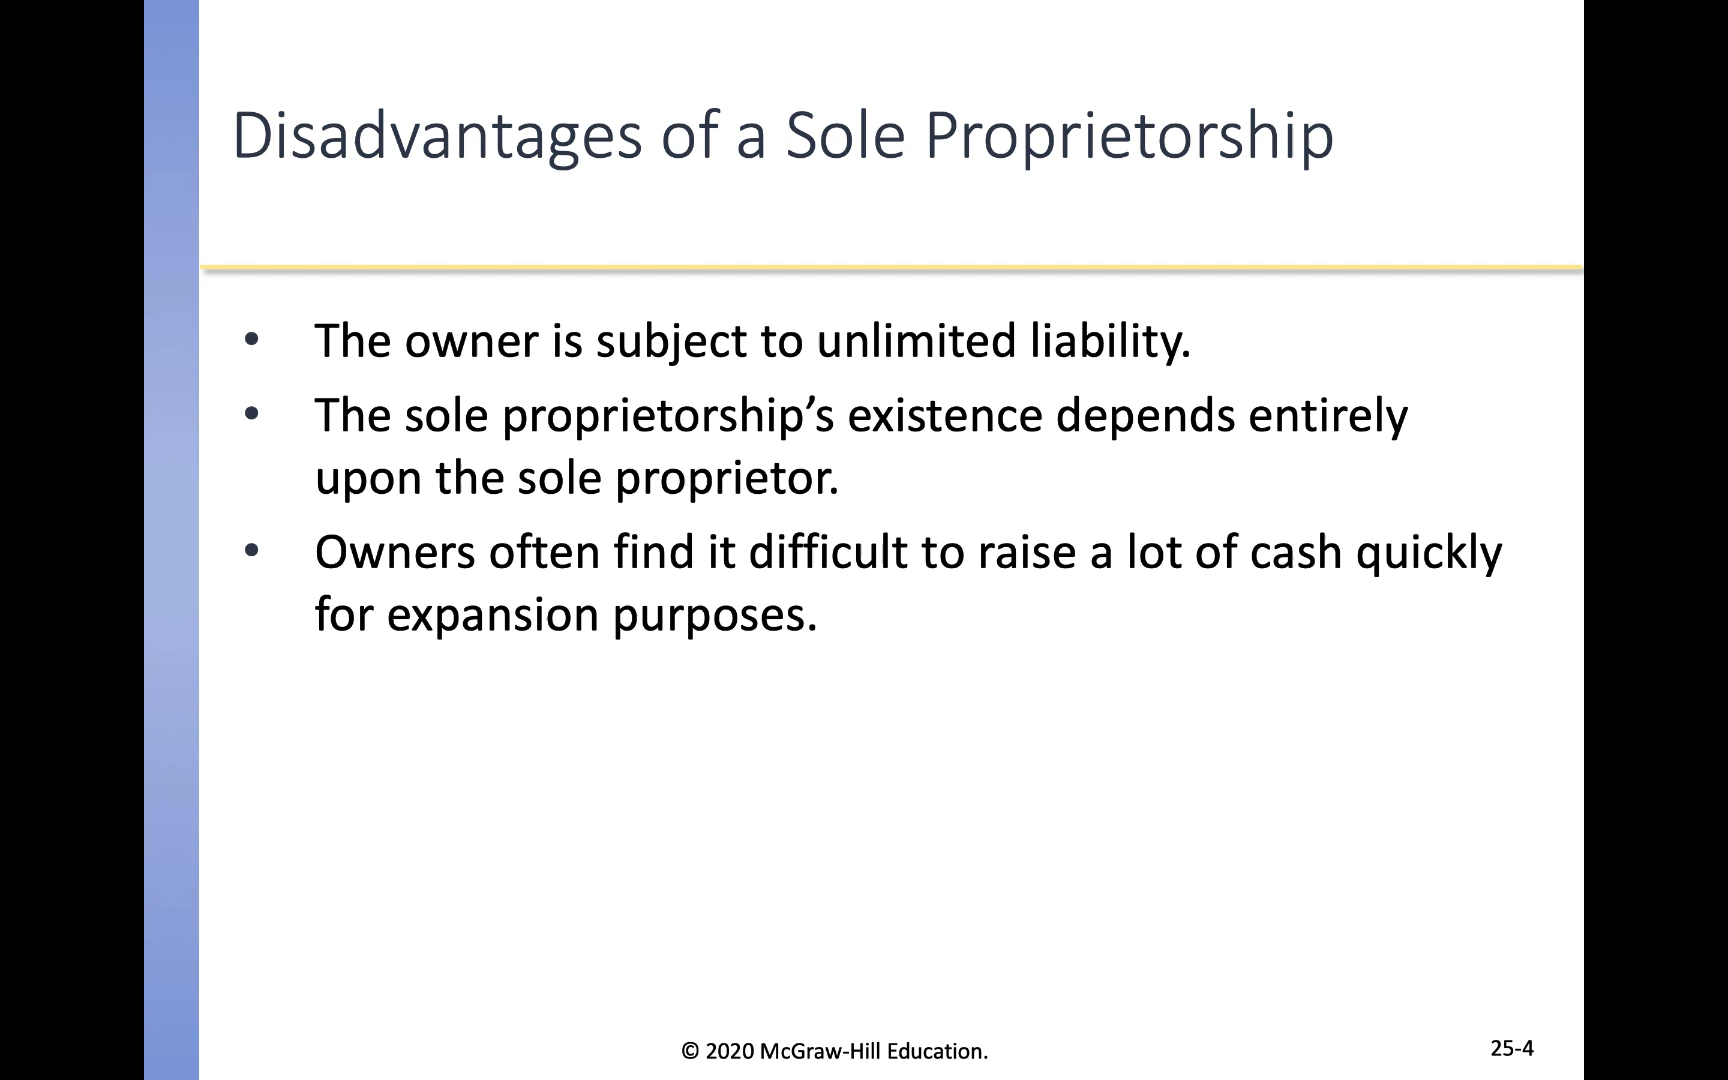 Disadvantages of a Sole Proprietorship
• The owner is subject to unlimited liability.
• The sole proprietorship’s existence depends entirely
upon the sole proprietor.
• Owners often find it difficult to raise a lot of cash quickly
for expansion purposes.
© 2020 McGraw-Hill Education.
25-4